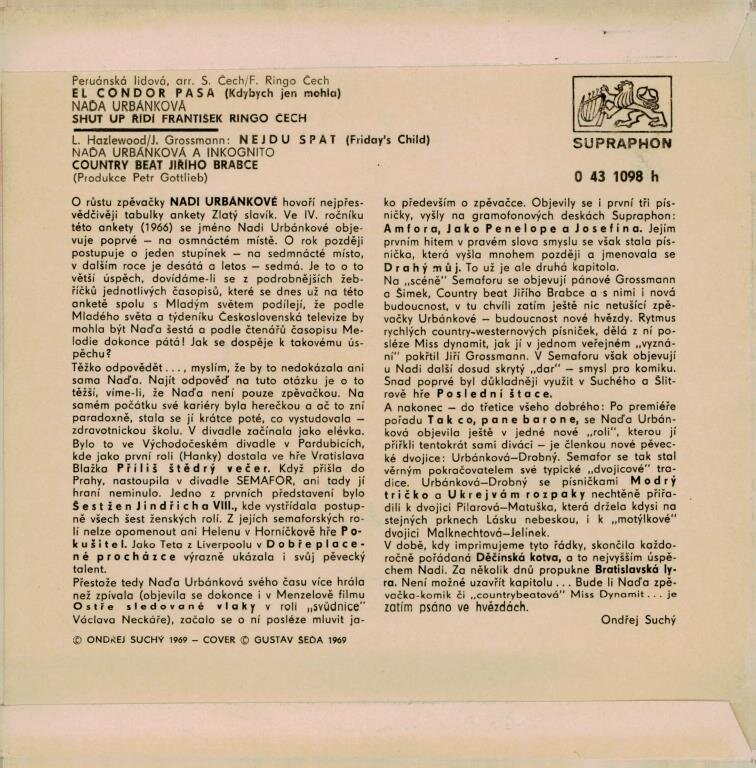 Peruánská lidová, arr. S. Čech/F. Ringo Čech
EL CONDOR PASA (Kdybych jen mohla)
NAĎA URBÁNKOVÁ
SHUT UP ŘÍDÍ FRANTIŠEK RINGO ČECH
L. Hazlewood/J. Grossmann: NEJDU SPÁT (Friday's Child)
NAĎA URBÁNKOVÁ A INKOGNITO
COUNTRY BEAT JIŘÍHO BRABCE
(Produkce Petr Gottlieb)
SUPRAPHON
0 43 1098 h
O růstu zpěvačky NADI URBÁNKOVÉ hovoří nejpřes-
vědčivěji tabulky ankety Zlatý slavík. Ve IV. ročníku
této ankety (1966) se jméno Nadi Urbánkové obje-
vuje poprvé – na osmnáctém místě. O rok později
postupuje o jeden stupínek – na sedmnácté místo,
v dalším roce je desátá a letos – sedmá. Je to o to
větší úspěch, dovídáme-li se z podrobnějších žeb-
říčků jednotlivých časopisů, které se dnes už na této
anketě spolu s Mladým světem podílejí, že podle
Mladého světa a týdeníku Československá televize by
mohla být Naďa šestá a podle čtenářů časopisu Me-
lodie dokonce pátá! Jak se dospěje k takovému ús-
pěchu?
Těžko odpovědět..., myslím, že by to nedokázala ani
sama Naďa. Najít odpověď na tuto otázku je o to
těžší, víme-li, že Naďa není pouze zpěvačkou. Na
samém počátku své kariéry byla herečkou a ač to zní
paradoxně, stala se jí krátce poté, co vystudovala –
zdravotnickou školu. V divadle začínala jako elévka.
Bylo to ve Východočeském divadle v Pardubicích,
kde jako první roli (Hanky) dostala ve hře Vratislava
Blažka Příliš štědrý večer. Když přišla do
Prahy, nastoupila v divadle SEMAFOR, ani tady jí
hraní neminulo. Jedno z prvních představení bylo
Šest žen Jindřicha VIII., kde vystřídala postup-
ně všech šest ženských rolí. Z jejích semaforských ro-
lí nelze opomenout ani Helenu v Horníčkově hře Po-
kušitel. Jako Teta z Liverpoolu v Dobře placе-
né procházce výrazně ukázala i svůj pěvecký
talent.
Přestože tedy Naďa Urbánková svého času více hrála
než zpívala (objevila se dokonce i v Menzelově filmu
Ostře sledované vlaky v roli „svůdnice"
Václava Neckáře), začalo se o ní posléze mluvit ja-
ko především o zpěvačce. Objevily se i první tři pís-
ničky, vyšly na gramofonových deskách Supraphon:
Amfora, Jako Penelope a Josefína. Jejím
prvním hitem v pravém slova smyslu se však stala pís-
nička, která vyšla mnohem později a jmenovala se
Drahý můj. To už je ale druhá kapitola.
Na „scéně" Semaforu se objevují pánové Grossmann
a Šimek, Country beat Jiřího Brabce a s nimi i nová
budoucnost, v tu chvíli zatím ještě nic netušící zpě-
vačky Urbánkové – budoucnost nové hvězdy. Rytmus
rychlých country-westernových písniček, dělá z ní po-
sléze Miss dynamit, jak jí v jednom veřejném „vyzná-
ní" pokřtil Jiří Grossmann. V Semaforu však objevují
u Nadi další dosud skrytý „dar" – smysl pro komiku.
Snad poprvé byl důkladněji využit v Suchého a Šlit-
rově hře Poslední štace.
A nakonec – do třetice všeho dobrého: Po premiéře
pořadu Tak co, pane barone, se Naďa Urbán-
ková objevila ještě v jedné nové „roli", kterou jí
přiřkli tentokrát sami diváci – je členkou nové pěvec-
ké dvojice: Urbánková-Drobný. Semafor se tak stal
věrným pokračovatelem své typické „dvojicové" tra-
dice. Urbánková-Drobný se písničkami Modrý
tričko a Ukrejvám rozpaky nechtěně přiřa-
dili k dvojici Pilarová-Matuška, která držela kdysi na
stejných prknech Lásku nebeskou, i k „motýlkové"
dvojici Malknechtová-Jelínek.
V době, kdy imprimujeme tyto řádky, skončila každo-
ročně pořádaná Děčínská kotva, a to nejvyšším úspě-
chem Nadi. Za několik dnů propukne Bratislavská ly-
ra. Není možné uzavřít kapitolu... Bude li Naďa zpě-
vačka-komik či „countrybeatová" Miss Dynamit... je
zatím psáno ve hvězdách.
Ondřej Suchý
© ONDŘEJ SUCHÝ 1969 – COVER © GUSTAV ŠEDA 1969